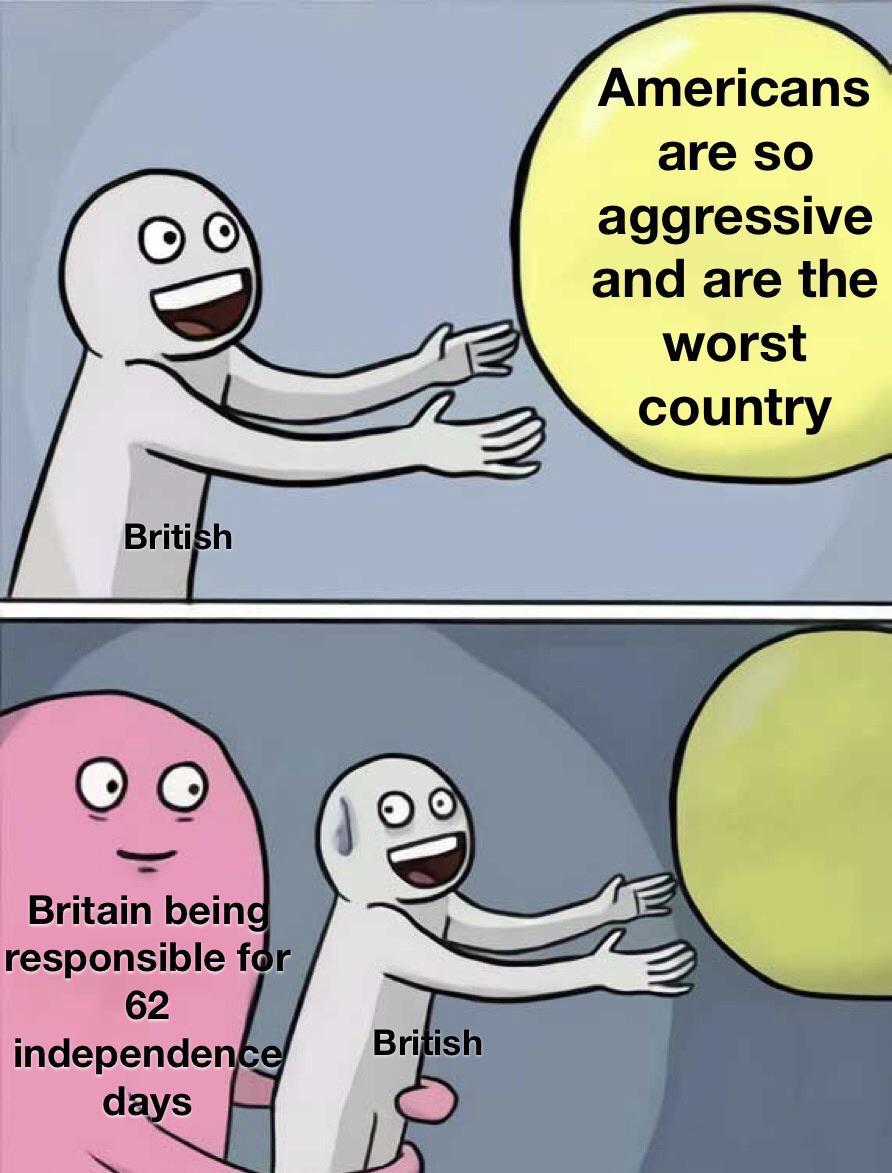 Americans
are so
aggressive
and are the
worst
country
British
Britain being
responsible for
62
independence
days
British